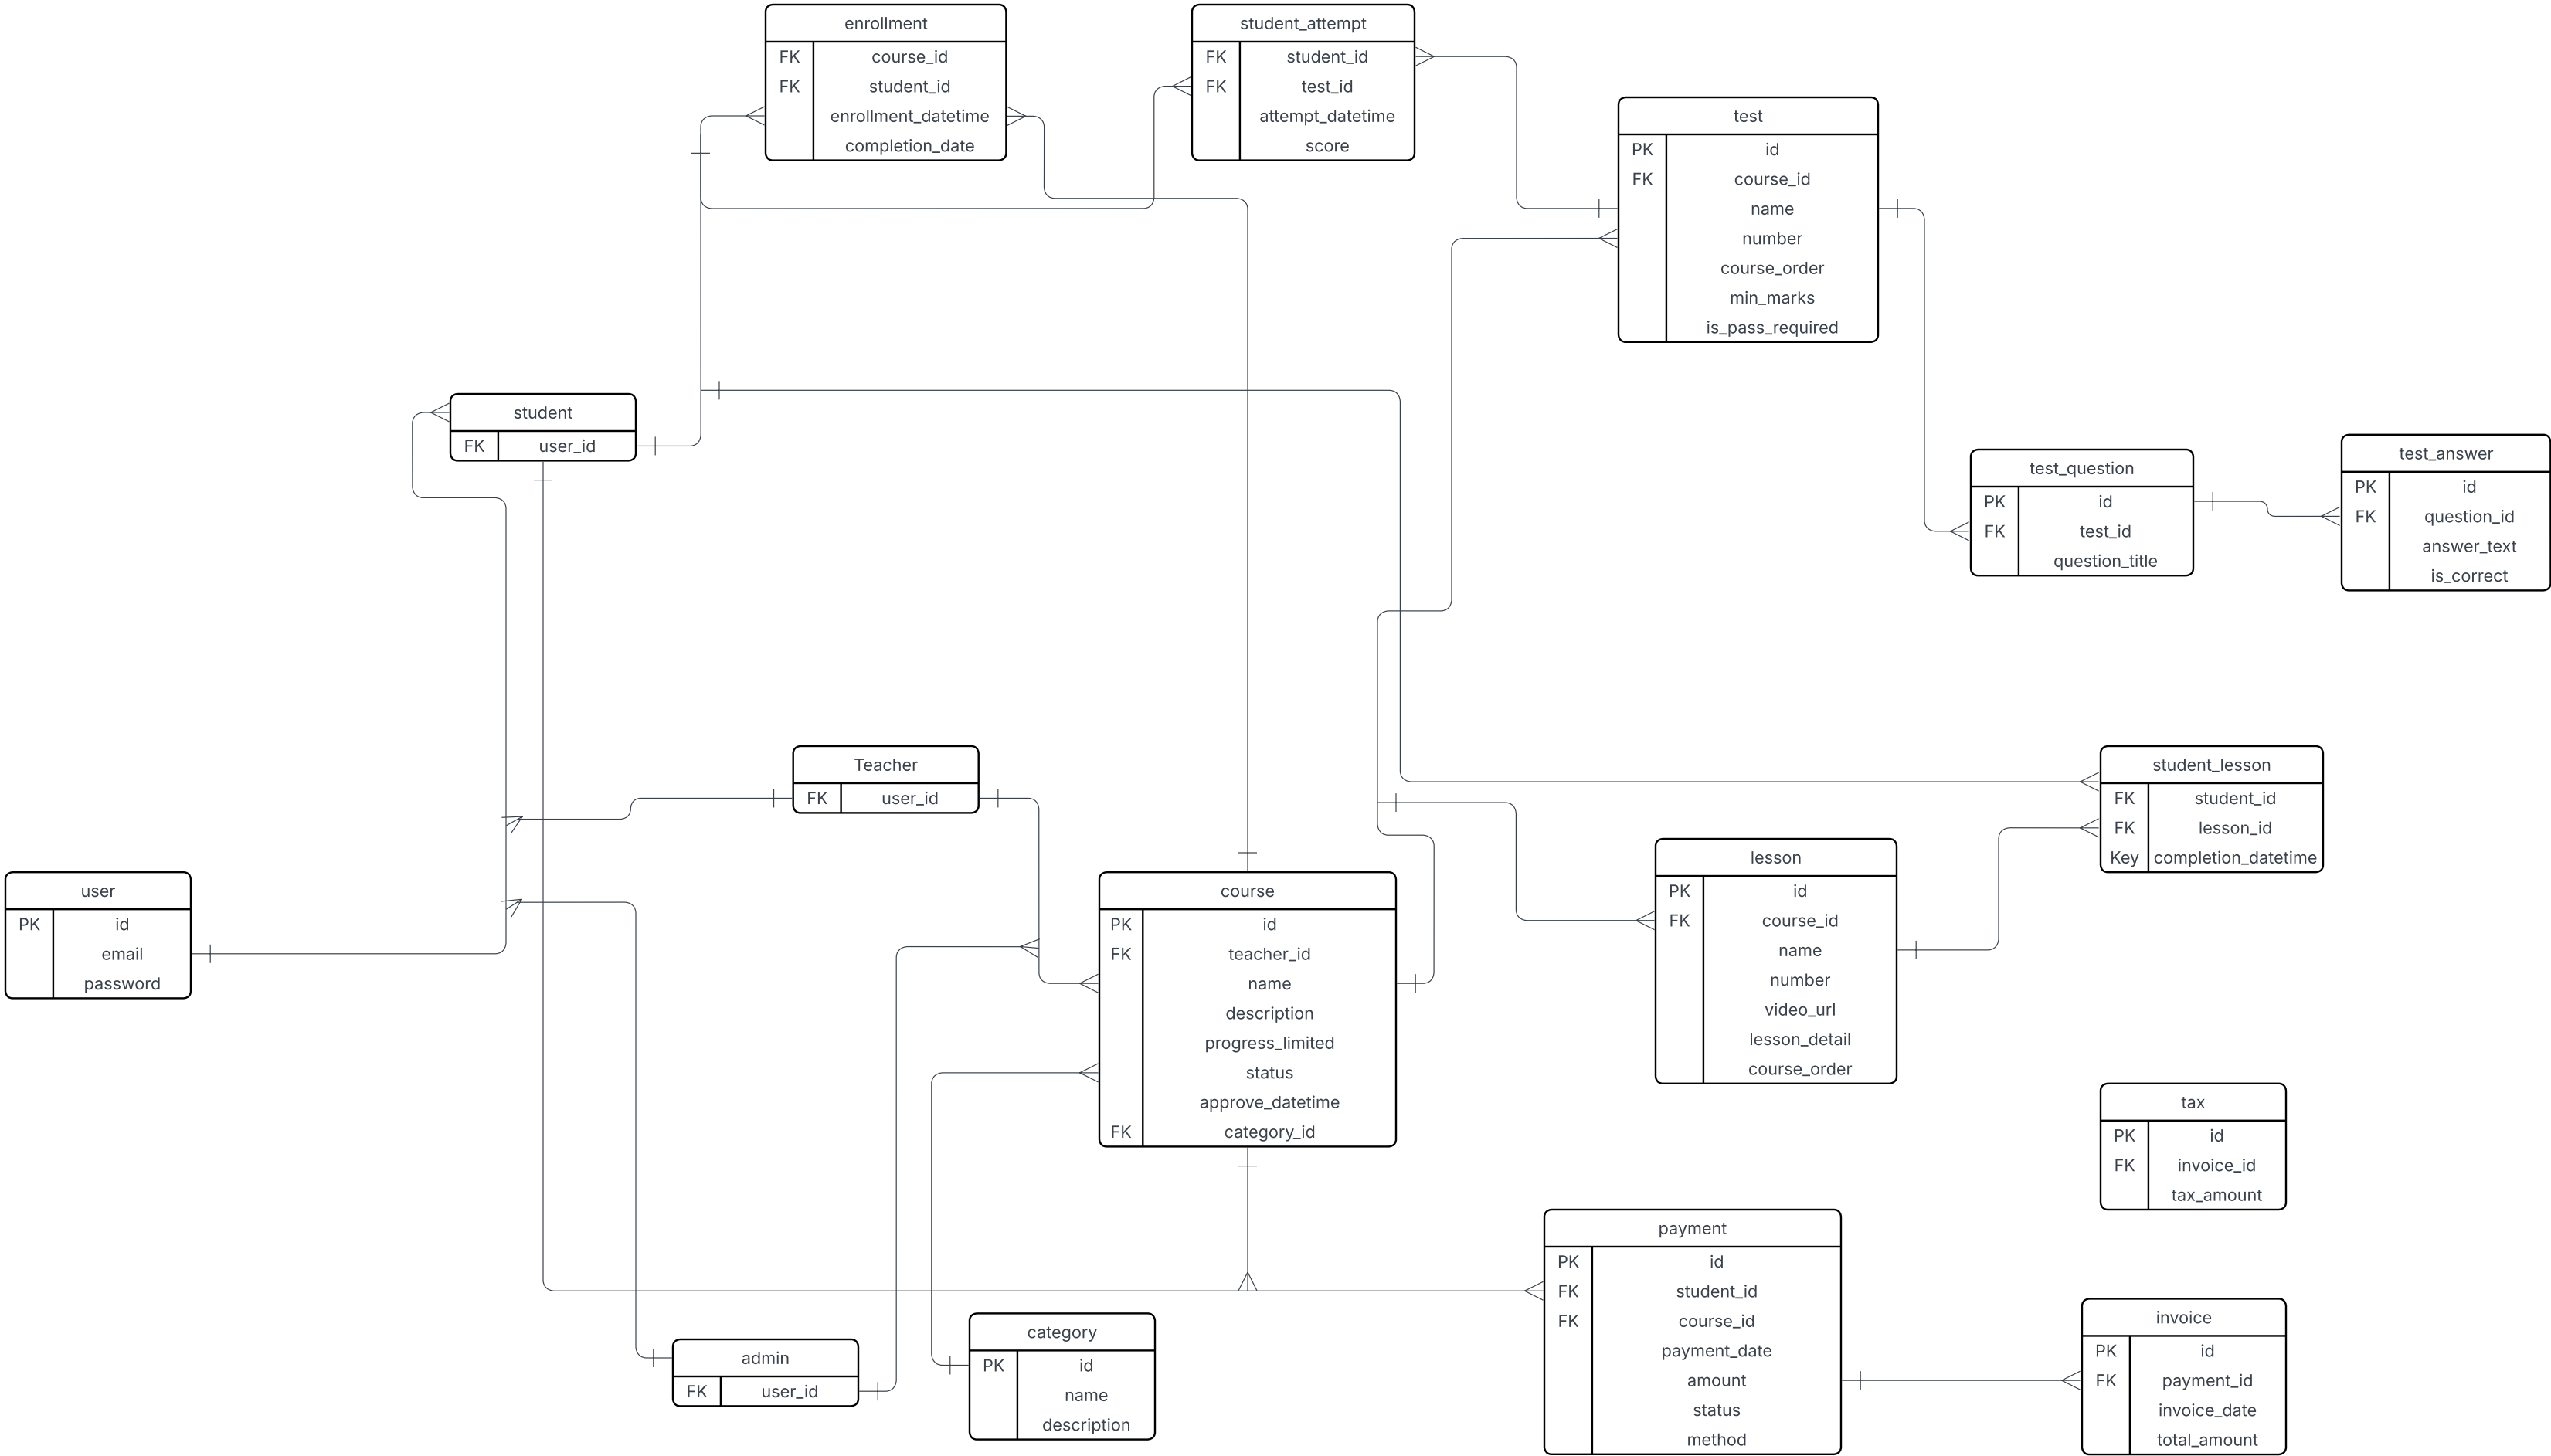 enrollment
FK course_id
FK student_id
enrollment_datetime
completion_date
student_attempt
FK student_id
FK test_id
attempt_datetime
score
test
PK id
FK course_id
name
number
course_order
min_marks
is_pass_required
student
FK user_id
test_question
PK id
FK test_id
question_title
test_answer
PK id
FK question_id
answer_text
is_correct
Teacher
FK user_id
student_lesson
FK student_id
FK lesson_id
Key completion_datetime
user
PK id
email
password
course
PK id
FK teacher_id
name
description
progress_limited
status
approve_datetime
FK category_id
lesson
PK id
FK course_id
name
number
video_url
lesson_detail
course_order
tax
PK id
FK invoice_id
tax_amount
payment
PK id
FK student_id
FK course_id
payment_date
amount
status
method
invoice
PK id
FK payment_id
invoice_date
total_amount
admin
FK user_id
category
PK id
name
description